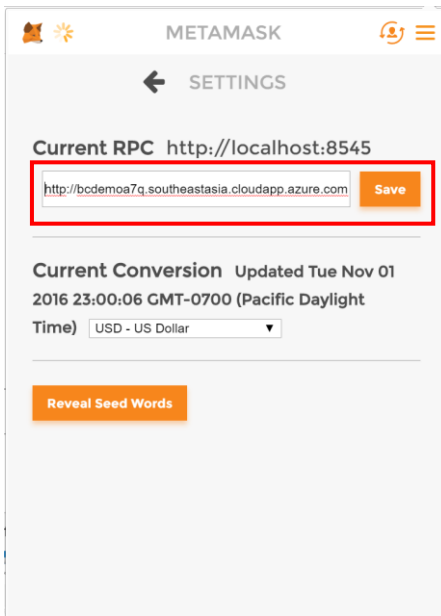 METAMASK
SETTINGS
Current RPC http://localhost:8545
http://bcdemoa7q.southeastasia.cloudapp.azure.com
Save
Current Conversion Updated Tue Nov 01
2016 23:00:06 GMT-0700 (Pacific Daylight
Time) USD - US Dollar
Reveal Seed Words